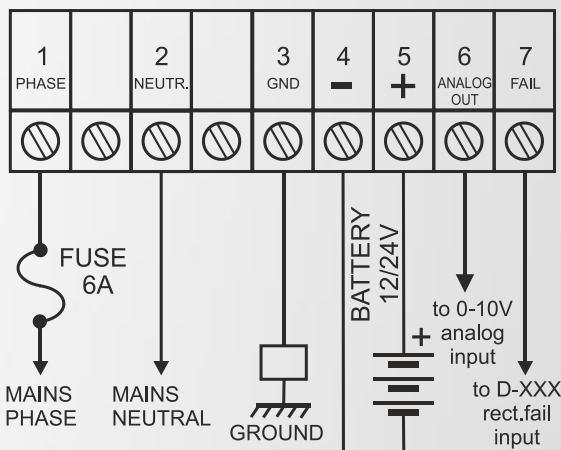 1
PHASE
2
NEUTR.
3
GND
4
−
5
+
6
ANALOG
OUT
7
FAIL
FUSE
6A
MAINS
PHASE
MAINS
NEUTRAL
GROUND
BATTERY
12/24V
+
to 0-10V
analog
input
to D-XXX
rect.fail
input